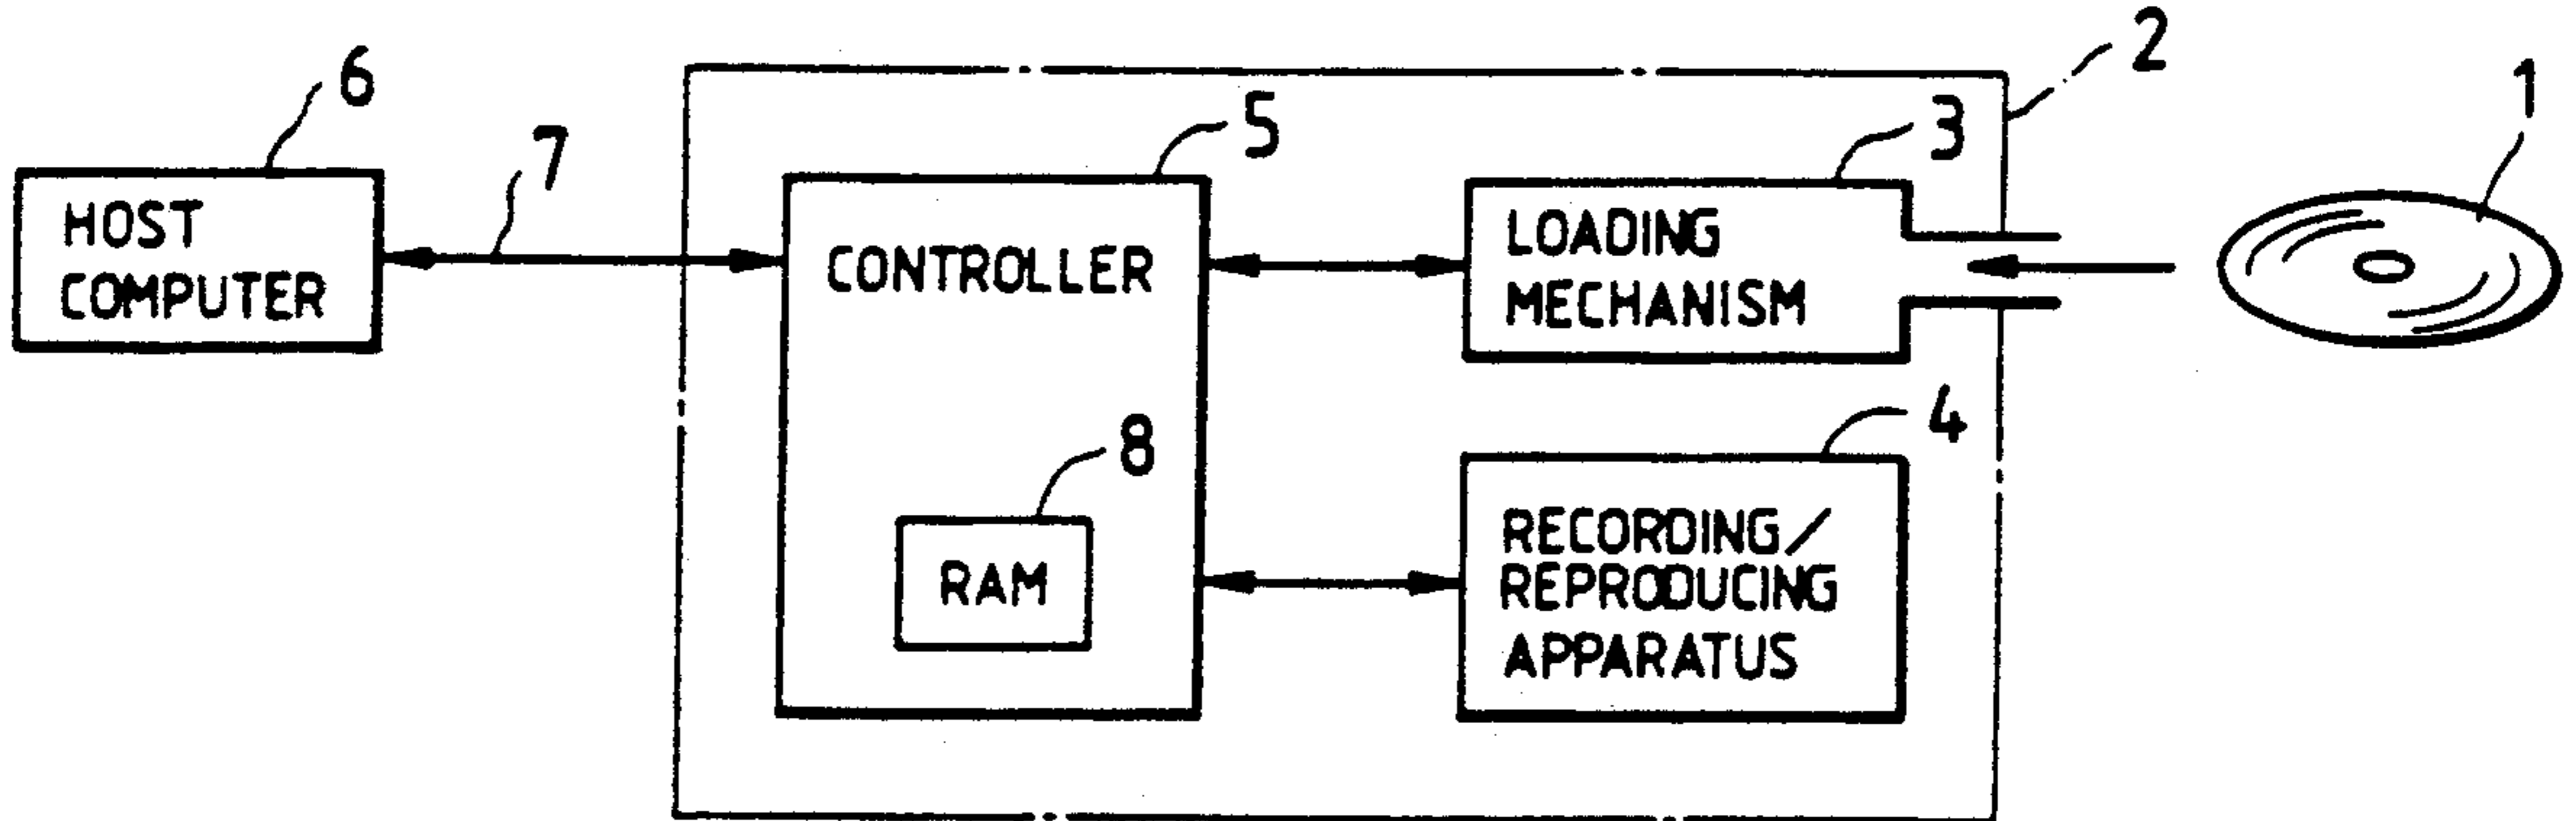 6
HOST
COMPUTER
7
5
CONTROLLER
8
RAM
3
LOADING
MECHANISM
4
RECORDING/
REPRODUCING
APPARATUS
2
1